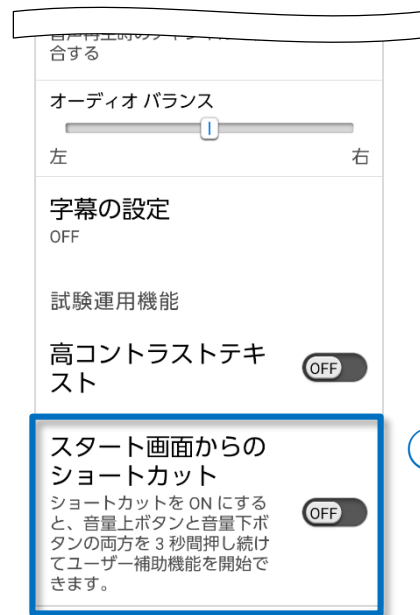 合する
オーディオ バランス
左 右
字幕の設定
OFF
試験運用機能
高コントラストテキ
スト
OFF
スタート画面からの
ショートカット
ショートカットを ON にする
と、音量上ボタンと音量下ボ
タンの両方を 3 秒間押し続け
てユーザー補助機能を開始で
きます。
OFF